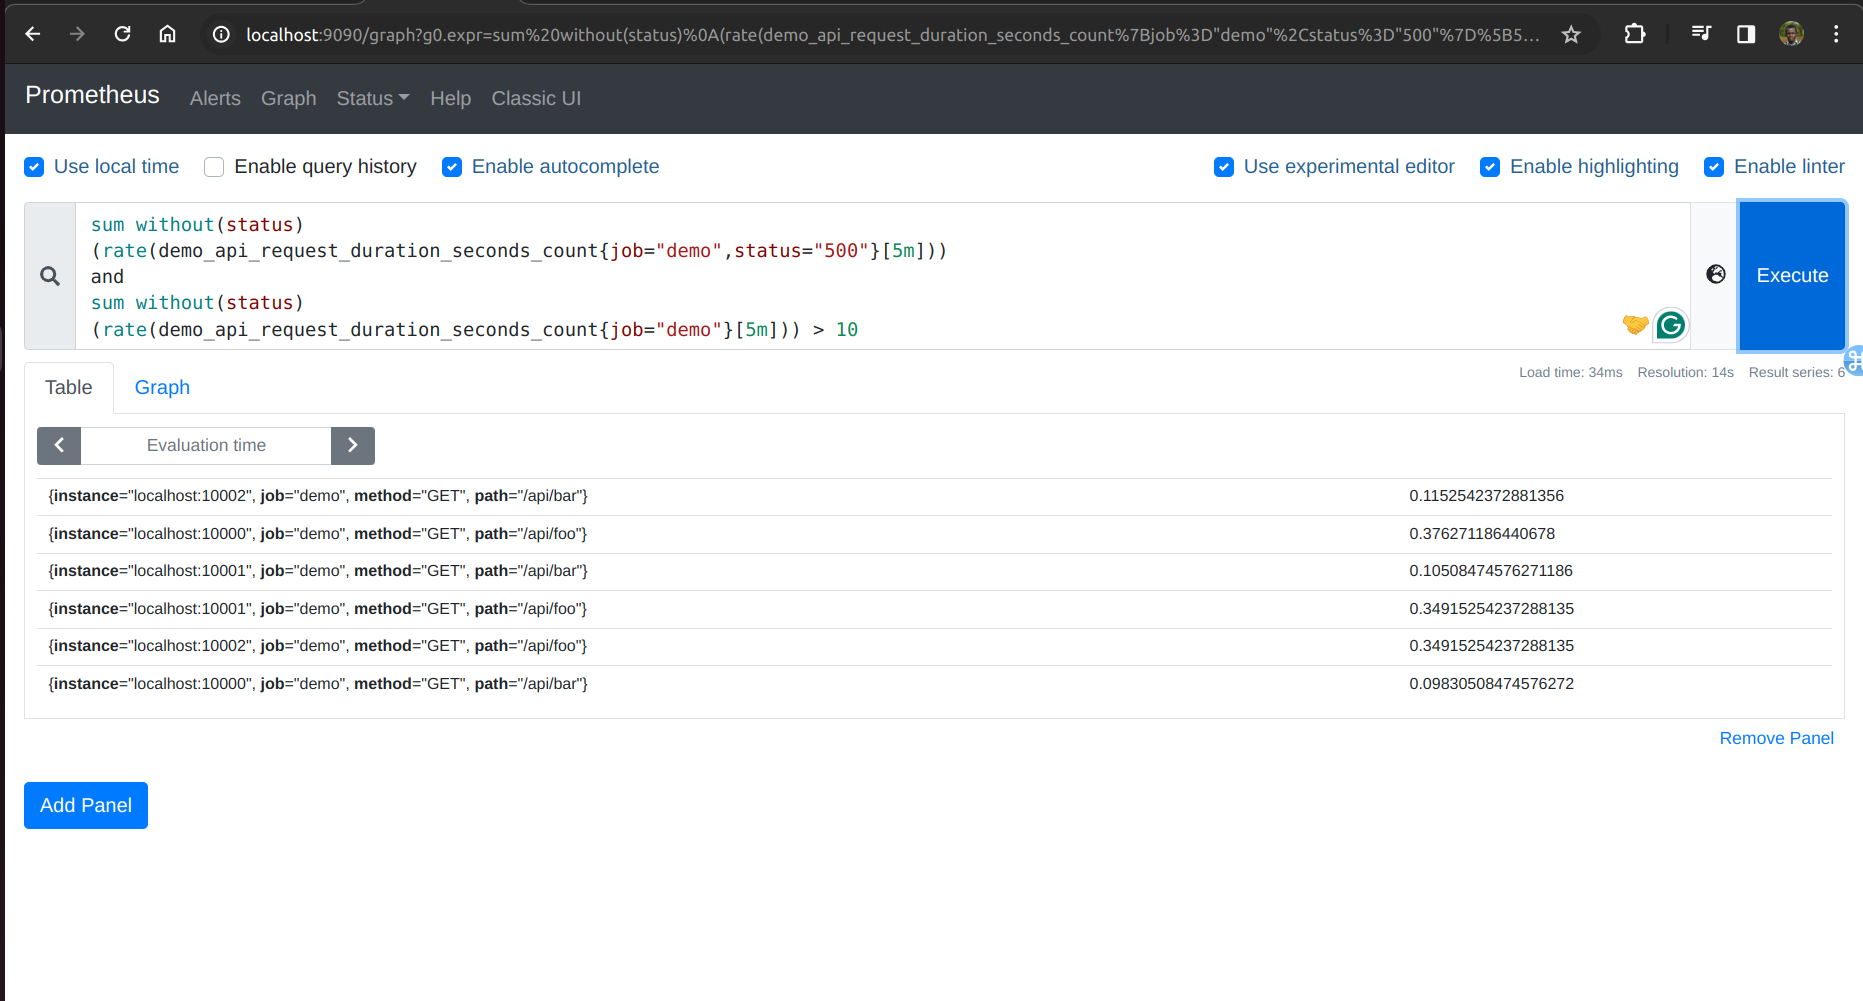 localhost:9090/graph?g0.expr=sum%20without(status)%0A(rate(demo_api_request_duration_seconds_count%7Bjob%3D"demo"%2Cstatus%3D"500"%7D%5B5...
Prometheus Alerts Graph Status Help Classic UI
Use local time Enable query history Enable autocomplete Use experimental editor Enable highlighting Enable linter
sum without(status)
(rate(demo_api_request_duration_seconds_count{job="demo",status="500"}[5m]))
and
sum without(status)
(rate(demo_api_request_duration_seconds_count{job="demo"}[5m])) > 10
Execute
Load time: 34ms Resolution: 14s Result series: 6
Table Graph
Evaluation time
{instance="localhost:10002", job="demo", method="GET", path="/api/bar"} 0.1152542372881356
{instance="localhost:10000", job="demo", method="GET", path="/api/foo"} 0.376271186440678
{instance="localhost:10001", job="demo", method="GET", path="/api/bar"} 0.10508474576271186
{instance="localhost:10001", job="demo", method="GET", path="/api/foo"} 0.34915254237288135
{instance="localhost:10002", job="demo", method="GET", path="/api/foo"} 0.34915254237288135
{instance="localhost:10000", job="demo", method="GET", path="/api/bar"} 0.09830508474576272
Remove Panel
Add Panel